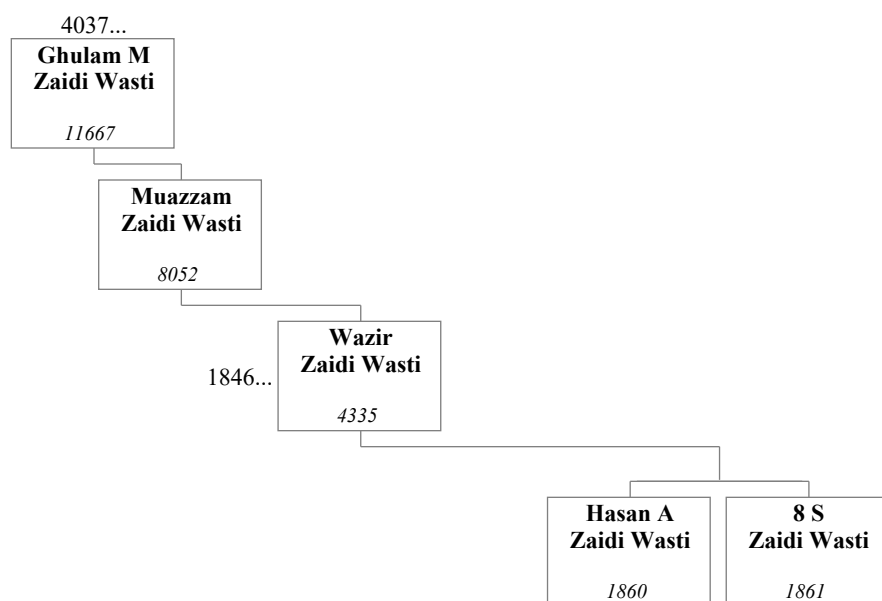 4037...
Ghulam M
Zaidi Wasti
11667
Muazzam
Zaidi Wasti
8052
1846...
Wazir
Zaidi Wasti
4335
Hasan A
Zaidi Wasti
1860
8 S
Zaidi Wasti
1861